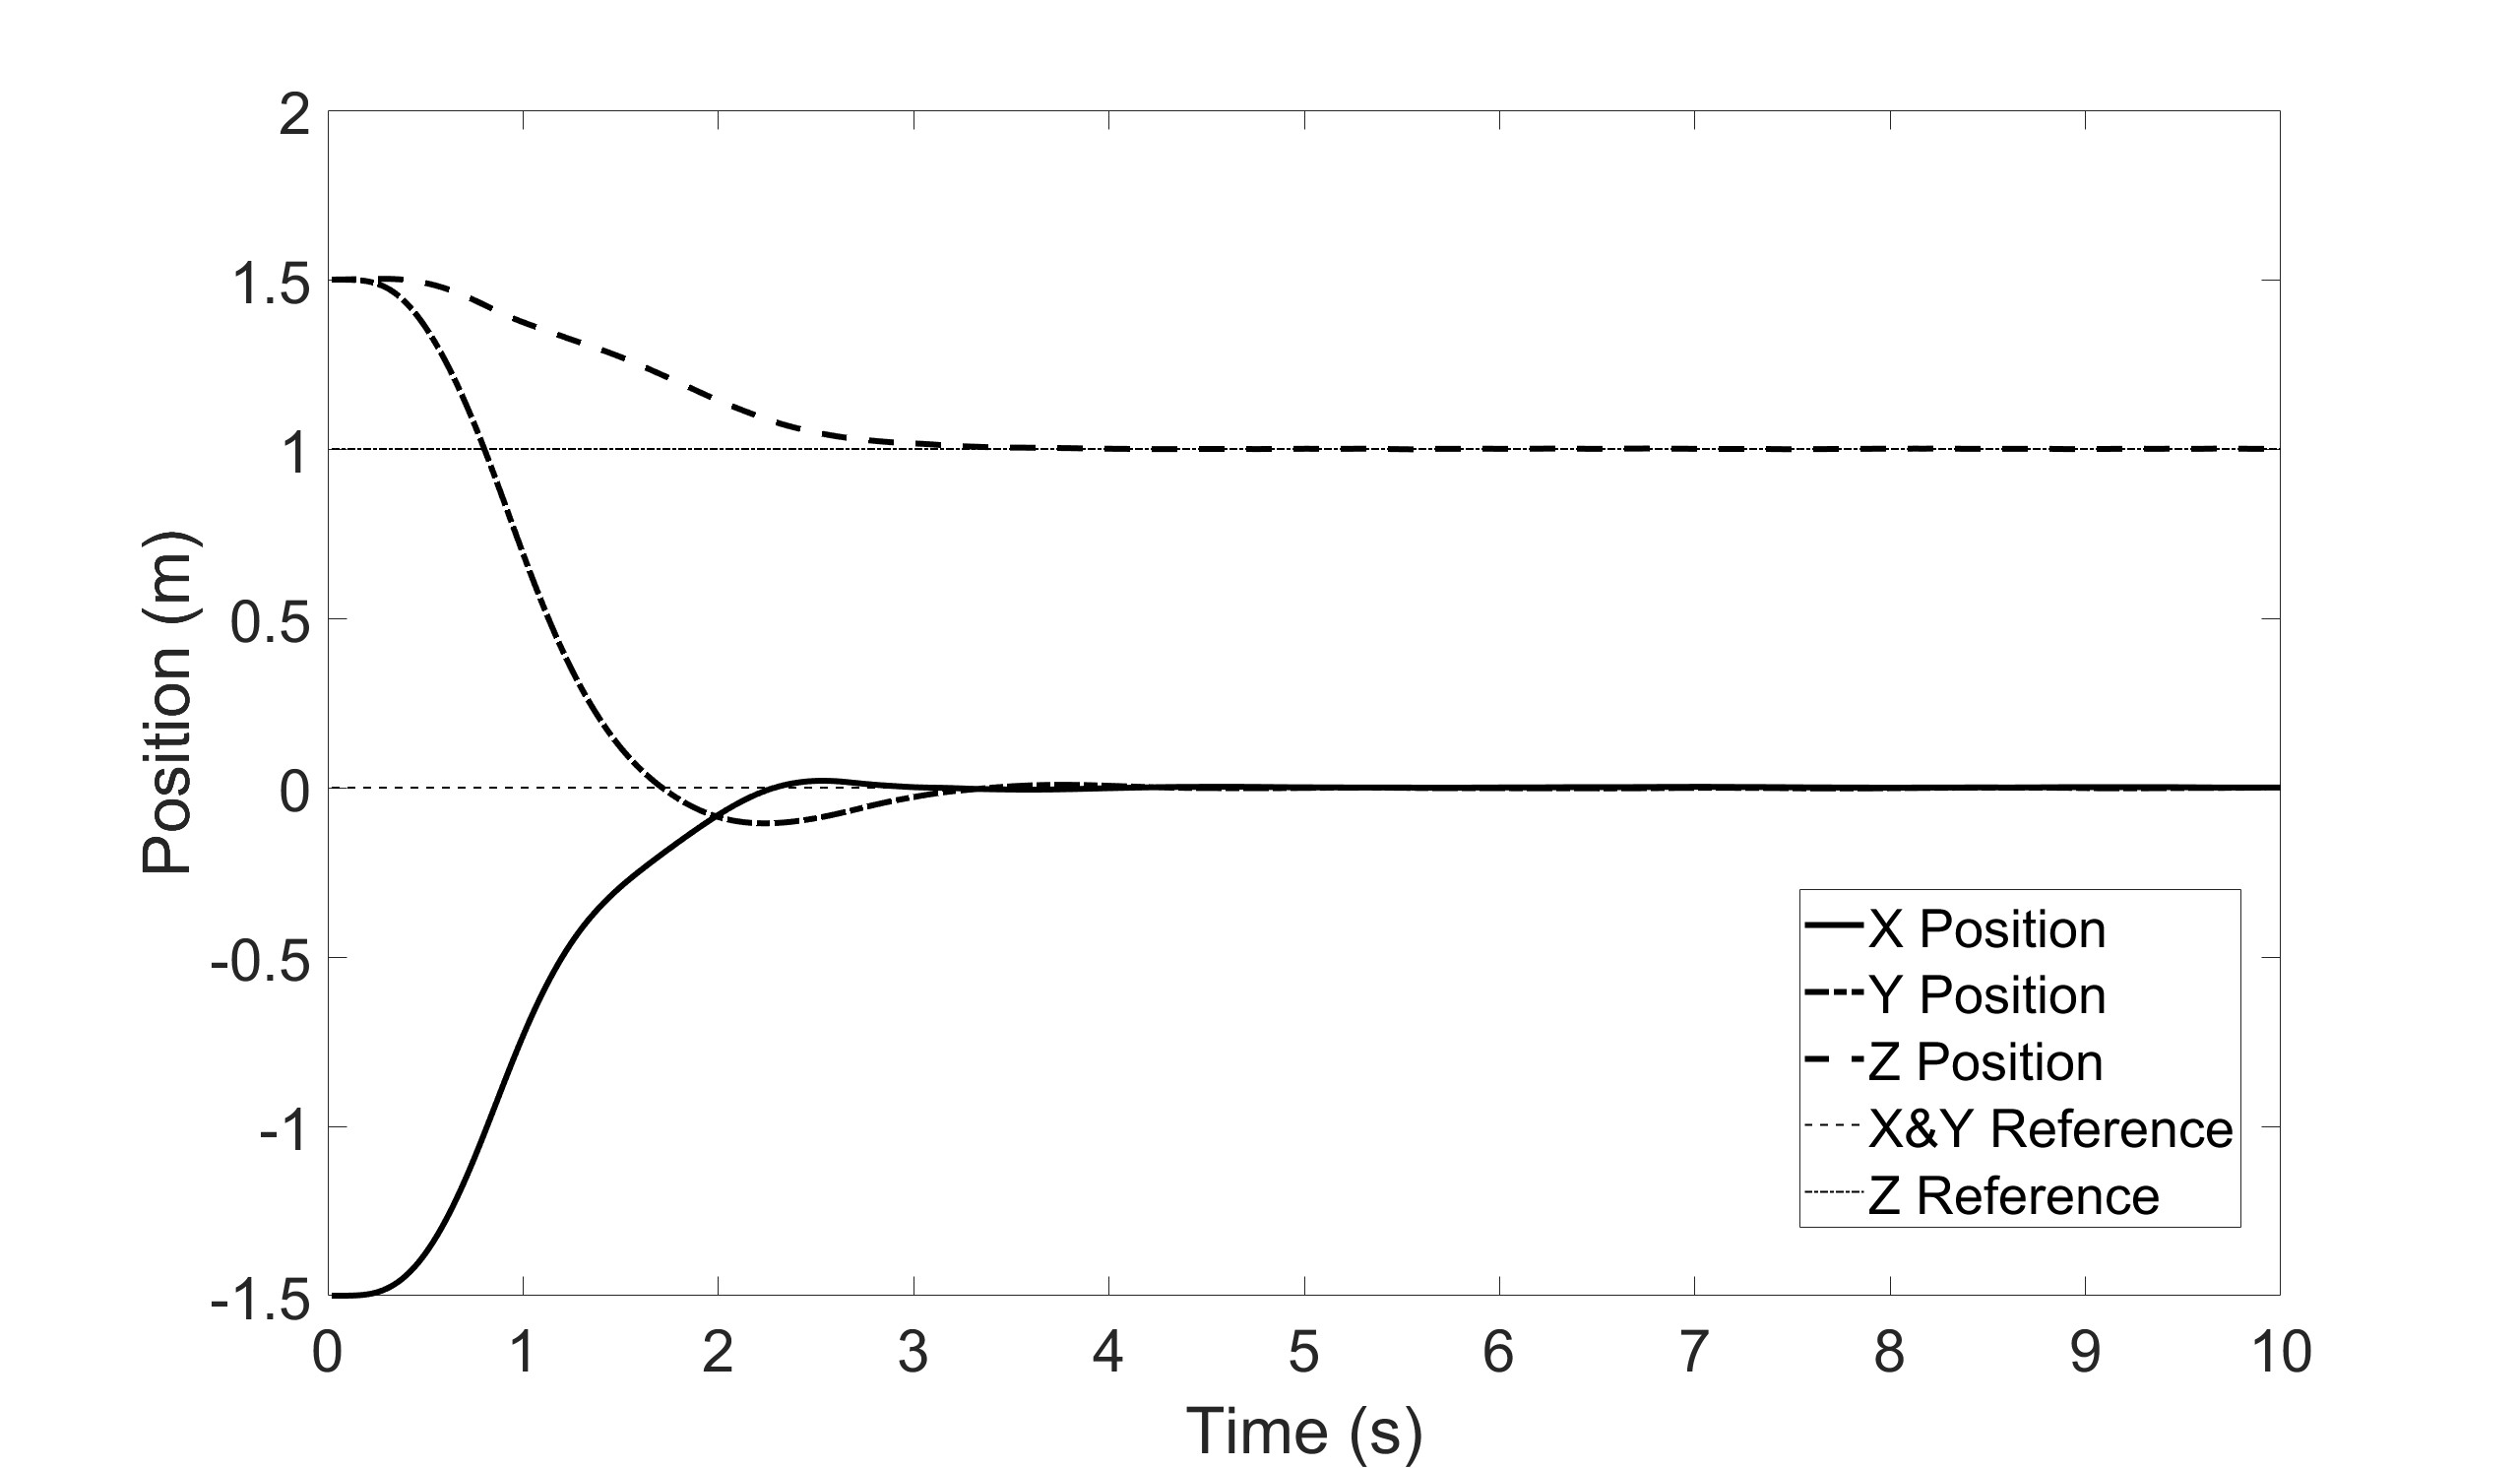 2
1.5
1
0.5
0
-0.5
-1
-1.5
Position (m)
X Position
Y Position
Z Position
X&Y Reference
Z Reference
0 1 2 3 4 5 6 7 8 9 10
Time (s)